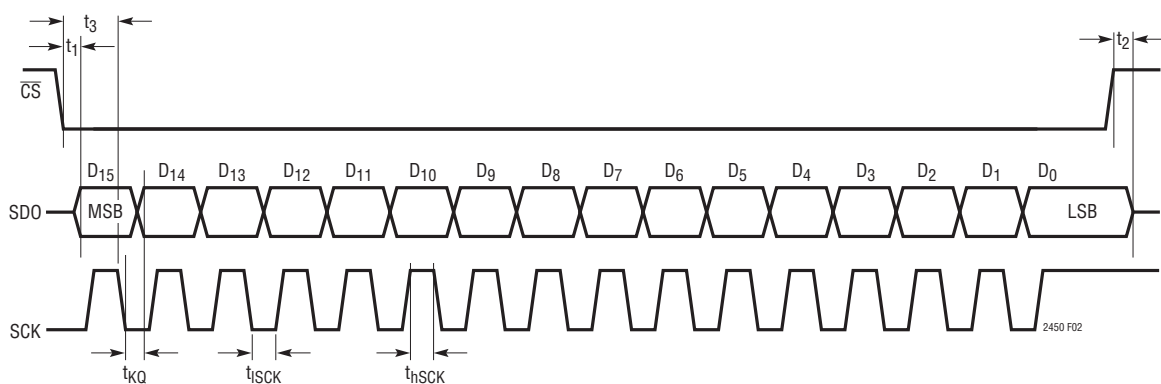 t3
t1
t2
CS
D15 D14 D13 D12 D11 D10 D9 D8 D7 D6 D5 D4 D3 D2 D1 D0
SDO MSB LSB
SCK
2450 F02
tKQ tlSCK thSCK